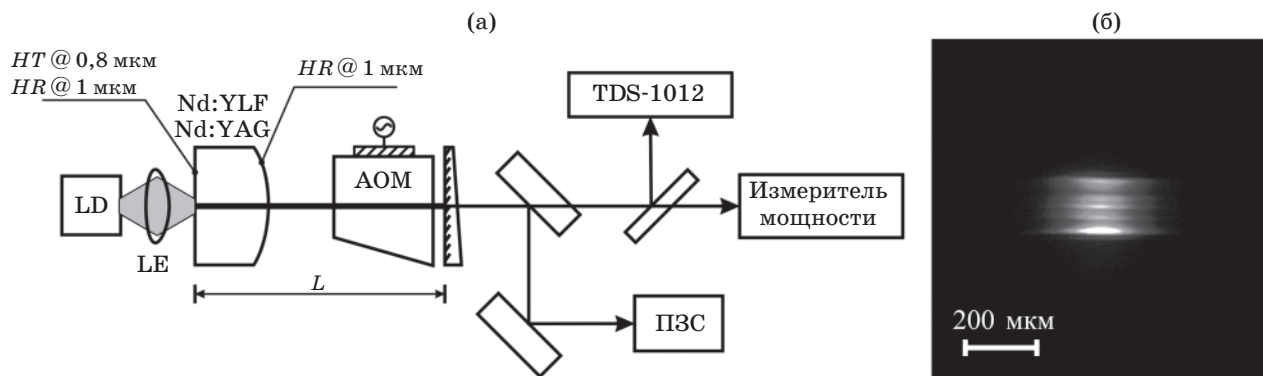 (а)
(б)
HT @ 0,8 мкм
HR @ 1 мкм
HR @ 1 мкм
Nd:YLF
Nd:YAG
TDS-1012
АОМ
LD
Измеритель
мощности
LE
L
ПЗС
200 мкм